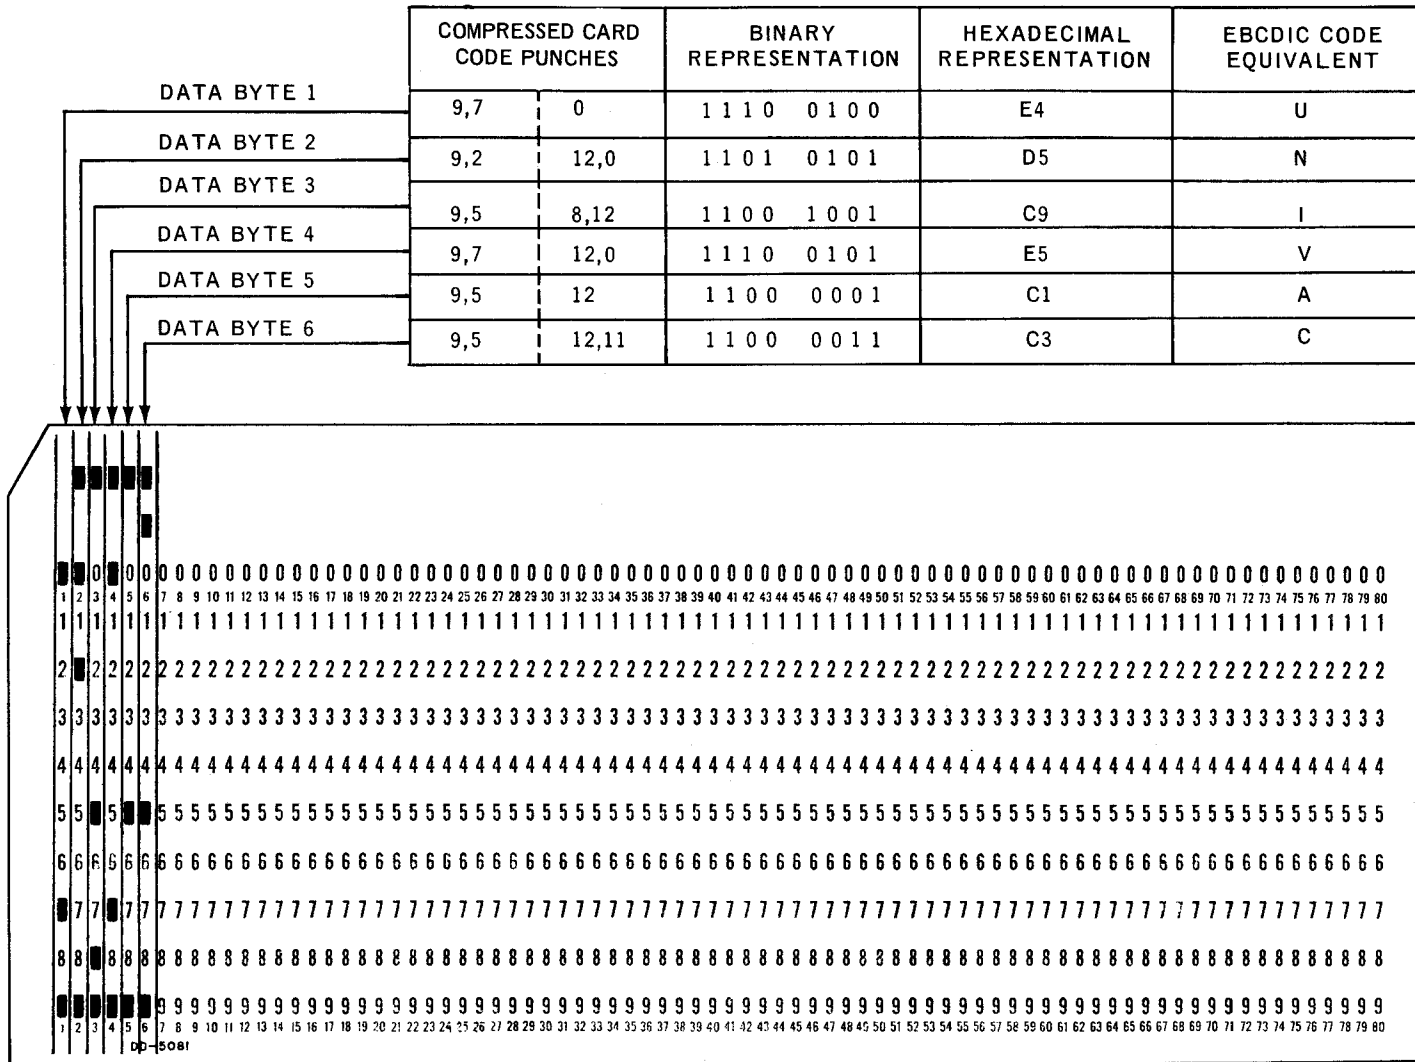 COMPRESSED CARD CODE PUNCHES
BINARY REPRESENTATION
HEXADECIMAL REPRESENTATION
EBCDIC CODE EQUIVALENT
DATA BYTE 1
9,7 0 1110 0100 E4 U
DATA BYTE 2
9,2 12,0 1101 0101 D5 N
DATA BYTE 3
9,5 8,12 1100 1001 C9 I
DATA BYTE 4
9,7 12,0 1110 0101 E5 V
DATA BYTE 5
9,5 12 1100 0001 C1 A
DATA BYTE 6
9,5 12,11 1100 0011 C3 C
0 0 0 0 0 0 0 0 0 0 0 0 0 0 0 0 0 0 0 0 0 0 0 0 0 0 0 0 0 0 0 0 0 0 0 0 0 0 0 0 0 0 0 0 0 0 0 0 0 0 0 0 0 0 0 0 0 0 0 0 0 0 0 0 0 0 0 0 0 0 0 0 0 0 0 0 0
1 2 3 4 5 6 7 8 9 10 11 12 13 14 15 16 17 18 19 20 21 22 23 24 25 26 27 28 29 30 31 32 33 34 35 36 37 38 39 40 41 42 43 44 45 46 47 48 49 50 51 52 53 54 55 56 57 58 59 60 61 62 63 64 65 66 67 68 69 70 71 72 73 74 75 76 77 78 79 80
1 1 1 1 1 1 1 1 1 1 1 1 1 1 1 1 1 1 1 1 1 1 1 1 1 1 1 1 1 1 1 1 1 1 1 1 1 1 1 1 1 1 1 1 1 1 1 1 1 1 1 1 1 1 1 1 1 1 1 1 1 1 1 1 1 1 1 1 1 1 1 1 1 1 1 1 1 1 1 1
2 2 2 2 2 2 2 2 2 2 2 2 2 2 2 2 2 2 2 2 2 2 2 2 2 2 2 2 2 2 2 2 2 2 2 2 2 2 2 2 2 2 2 2 2 2 2 2 2 2 2 2 2 2 2 2 2 2 2 2 2 2 2 2 2 2 2 2 2 2 2 2 2 2 2 2 2 2 2
3 3 3 3 3 3 3 3 3 3 3 3 3 3 3 3 3 3 3 3 3 3 3 3 3 3 3 3 3 3 3 3 3 3 3 3 3 3 3 3 3 3 3 3 3 3 3 3 3 3 3 3 3 3 3 3 3 3 3 3 3 3 3 3 3 3 3 3 3 3 3 3 3 3 3 3 3 3 3 3
4 4 4 4 4 4 4 4 4 4 4 4 4 4 4 4 4 4 4 4 4 4 4 4 4 4 4 4 4 4 4 4 4 4 4 4 4 4 4 4 4 4 4 4 4 4 4 4 4 4 4 4 4 4 4 4 4 4 4 4 4 4 4 4 4 4 4 4 4 4 4 4 4 4 4 4 4 4 4 4
5 5 5 5 5 5 5 5 5 5 5 5 5 5 5 5 5 5 5 5 5 5 5 5 5 5 5 5 5 5 5 5 5 5 5 5 5 5 5 5 5 5 5 5 5 5 5 5 5 5 5 5 5 5 5 5 5 5 5 5 5 5 5 5 5 5 5 5 5 5 5 5 5 5 5 5 5
6 6 6 6 6 6 6 6 6 6 6 6 6 6 6 6 6 6 6 6 6 6 6 6 6 6 6 6 6 6 6 6 6 6 6 6 6 6 6 6 6 6 6 6 6 6 6 6 6 6 6 6 6 6 6 6 6 6 6 6 6 6 6 6 6 6 6 6 6 6 6 6 6 6 6 6 6 6 6 6
7 7 7 7 7 7 7 7 7 7 7 7 7 7 7 7 7 7 7 7 7 7 7 7 7 7 7 7 7 7 7 7 7 7 7 7 7 7 7 7 7 7 7 7 7 7 7 7 7 7 7 7 7 7 7 7 7 7 7 7 7 7 7 7 7 7 7 7 7 7 7 7 7 7 7 7 7 7
8 8 8 8 8 8 8 8 8 8 8 8 8 8 8 8 8 8 8 8 8 8 8 8 8 8 8 8 8 8 8 8 8 8 8 8 8 8 8 8 8 8 8 8 8 8 8 8 8 8 8 8 8 8 8 8 8 8 8 8 8 8 8 8 8 8 8 8 8 8 8 8 8 8 8 8 8 8 8
9 9 9 9 9 9 9 9 9 9 9 9 9 9 9 9 9 9 9 9 9 9 9 9 9 9 9 9 9 9 9 9 9 9 9 9 9 9 9 9 9 9 9 9 9 9 9 9 9 9 9 9 9 9 9 9 9 9 9 9 9 9 9 9 9 9 9 9 9 9 9 9 9 9
1 2 3 4 5 6 7 8 9 10 11 12 13 14 15 16 17 18 19 20 21 22 23 24 25 26 27 28 29 30 31 32 33 34 35 36 37 38 39 40 41 42 43 44 45 46 47 48 49 50 51 52 53 54 55 56 57 58 59 60 61 62 63 64 65 66 67 68 69 70 71 72 73 74 75 76 77 78 79 80
DD-5081